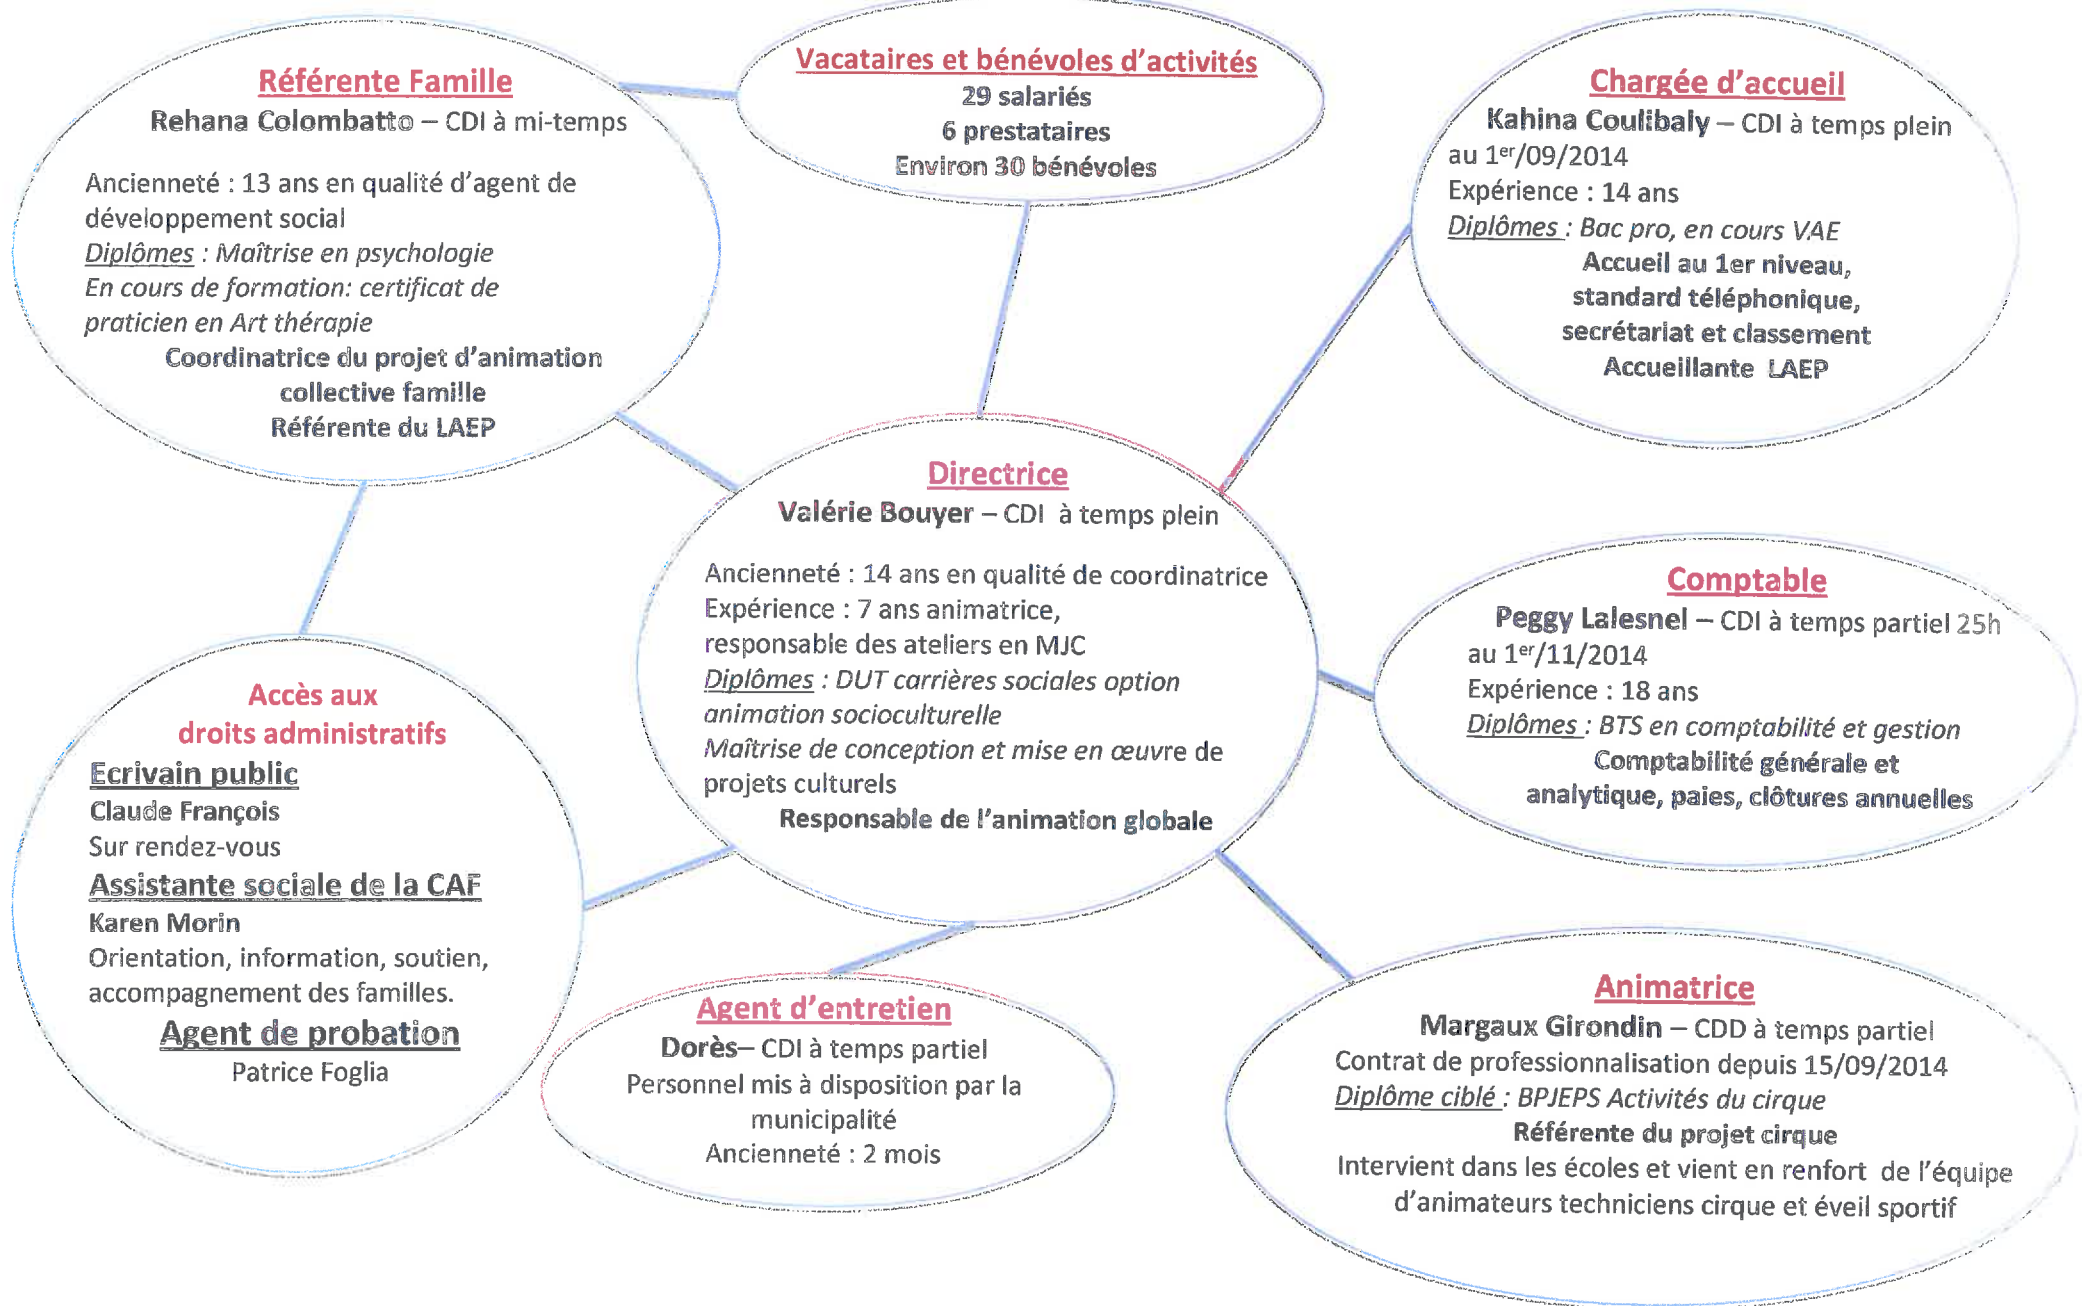 Référente Famille
Rehana Colombatto – CDI à mi-temps
Ancienneté : 13 ans en qualité d'agent de
développement social
Diplômes : Maîtrise en psychologie
En cours de formation: certificat de
praticien en Art thérapie
Coordinatrice du projet d'animation
collective famille
Référente du LAEP
Vacataires et bénévoles d'activités
29 salariés
6 prestataires
Environ 30 bénévoles
Chargée d'accueil
Kahina Coulibaly – CDI à temps plein
au 1er/09/2014
Expérience : 14 ans
Diplômes : Bac pro, en cours VAE
Accueil au 1er niveau,
standard téléphonique,
secrétariat et classement
Accueillante LAEP
Directrice
Valérie Bouyer – CDI à temps plein
Ancienneté : 14 ans en qualité de coordinatrice
Expérience : 7 ans animatrice,
responsable des ateliers en MJC
Diplômes : DUT carrières sociales option
animation socioculturelle
Maîtrise de conception et mise en œuvre de
projets culturels
Responsable de l'animation globale
Comptable
Peggy Lalesnel – CDI à temps partiel 25h
au 1er/11/2014
Expérience : 18 ans
Diplômes : BTS en comptabilité et gestion
Comptabilité générale et
analytique, paies, clôtures annuelles
Accès aux
droits administratifs
Ecrivain public
Claude François
Sur rendez-vous
Assistante sociale de la CAF
Karen Morin
Orientation, information, soutien,
accompagnement des familles.
Agent de probation
Patrice Foglia
Agent d'entretien
Dorès– CDI à temps partiel
Personnel mis à disposition par la
municipalité
Ancienneté : 2 mois
Animatrice
Margaux Girondin – CDD à temps partiel
Contrat de professionnalisation depuis 15/09/2014
Diplôme ciblé : BPJEPS Activités du cirque
Référente du projet cirque
Intervient dans les écoles et vient en renfort de l'équipe
d'animateurs techniciens cirque et éveil sportif